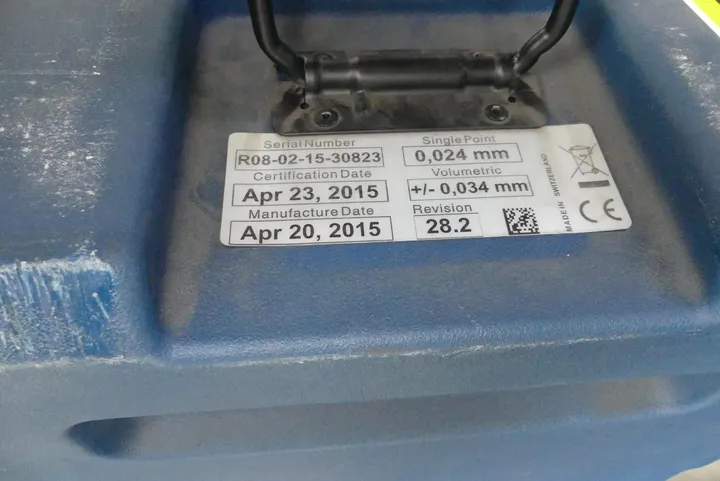 Serial Number
R08-02-15-30823
Certification Date
Apr 23, 2015
Manufacture Date
Apr 20, 2015
Single Point
0,024 mm
Volumetric
+/- 0,034 mm
Revision
28.2
MADE IN SWITZERLAND
CE